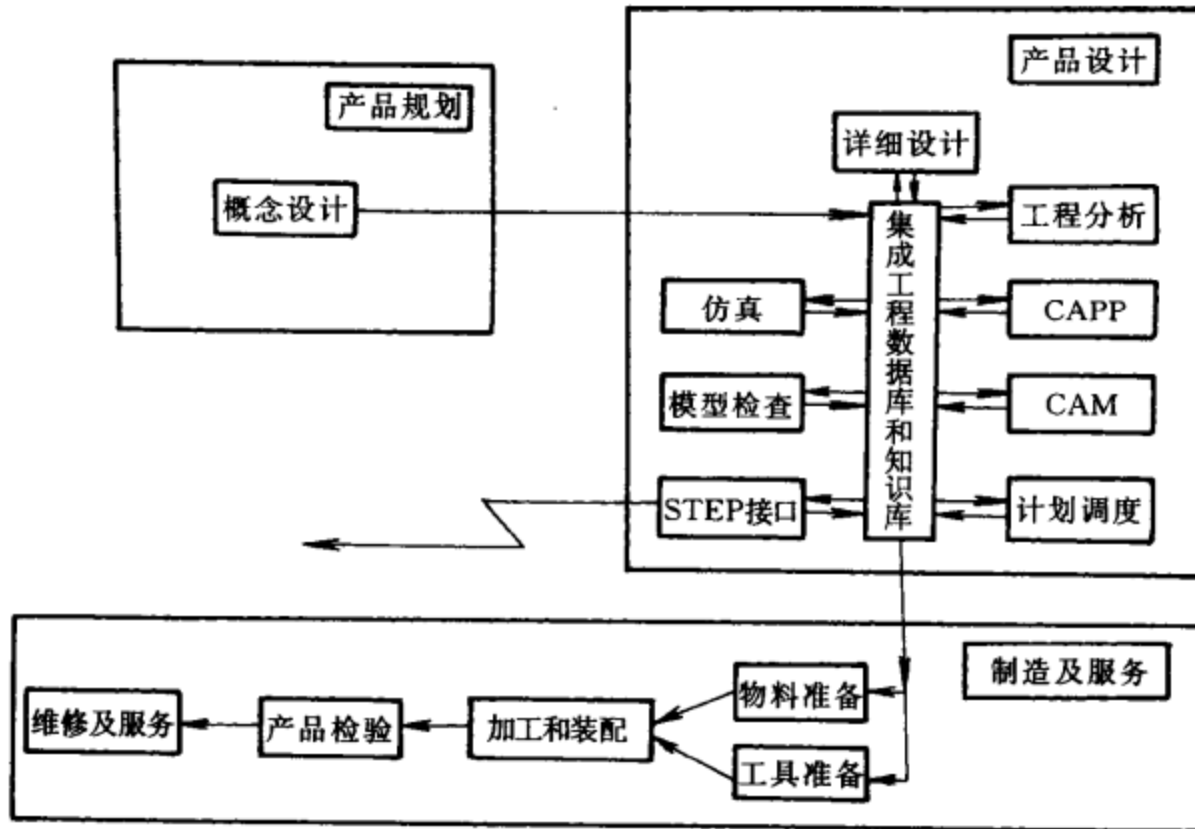 产品规划
概念设计
产品设计
详细设计
集成工程数据库和知识库
工程分析
仿真
CAPP
模型检查
CAM
STEP接口
计划调度
制造及服务
物料准备
工具准备
加工和装配
产品检验
维修及服务